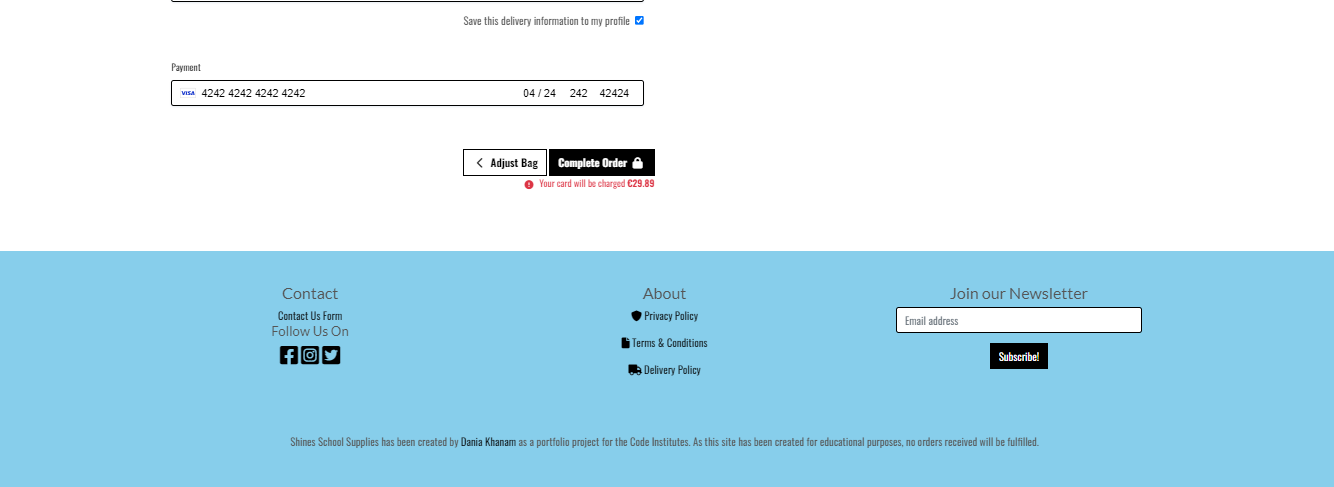 Save this delivery information to my profile
Payment
VISA 4242 4242 4242 4242 04 / 24 242 42424
Adjust Bag Complete Order
Your card will be charged €29.89
Contact
Contact Us Form
Follow Us On
About
Privacy Policy
Terms & Conditions
Delivery Policy
Join our Newsletter
Email address
Subscribe!
Shines School Supplies has been created by Dania Khanam as a portfolio project for the Code Institutes. As this site has been created for educational purposes, no orders received will be fulfilled.